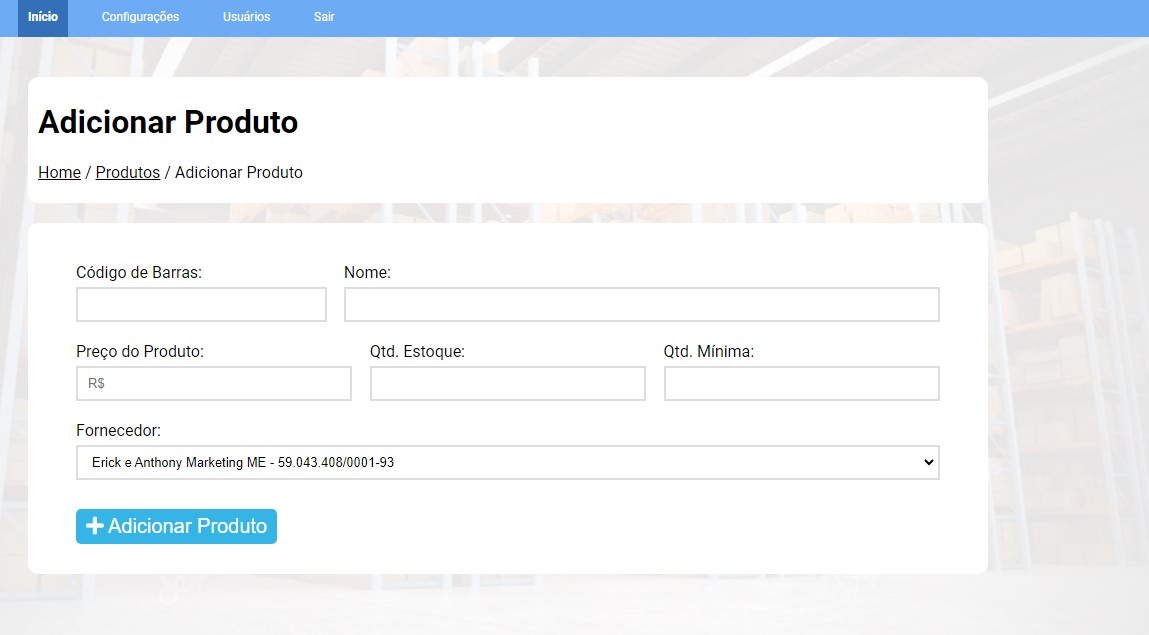 Início Configurações Usuários Sair
Adicionar Produto
Home / Produtos / Adicionar Produto
Código de Barras: Nome:
Preço do Produto: Qtd. Estoque: Qtd. Mínima:
R$
Fornecedor:
Erick e Anthony Marketing ME - 59.043.408/0001-93
Adicionar Produto